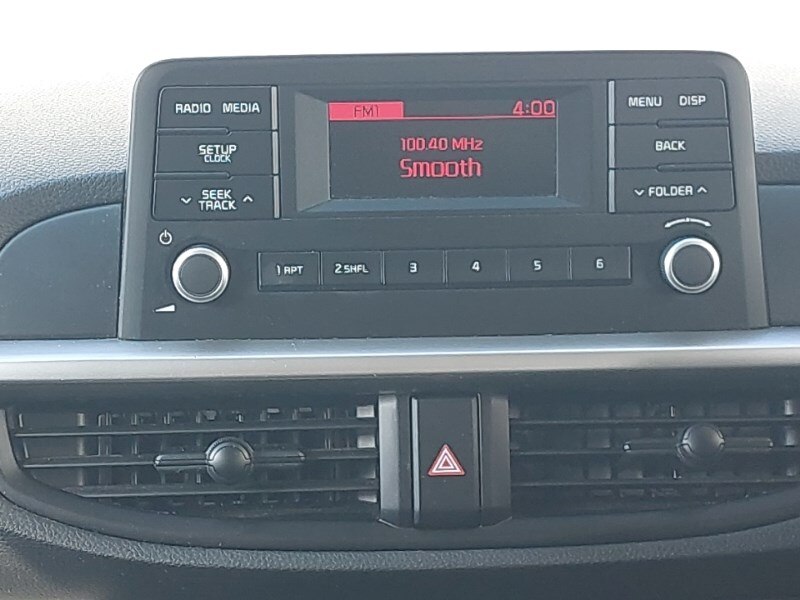 RADIO MEDIA
SETUP
CLOCK
SEEK
TRACK
FM1 4:00
100.40 MHz
Smooth
MENU DISP
BACK
FOLDER
1 RPT 2 SHFL 3 4 5 6